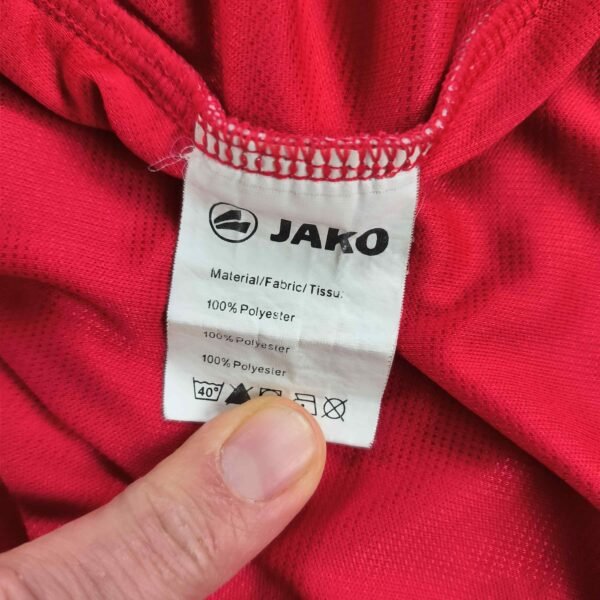 JAKO
Material/Fabric/Tissu:
100% Polyester
100% Polyester
100% Polyester
40°